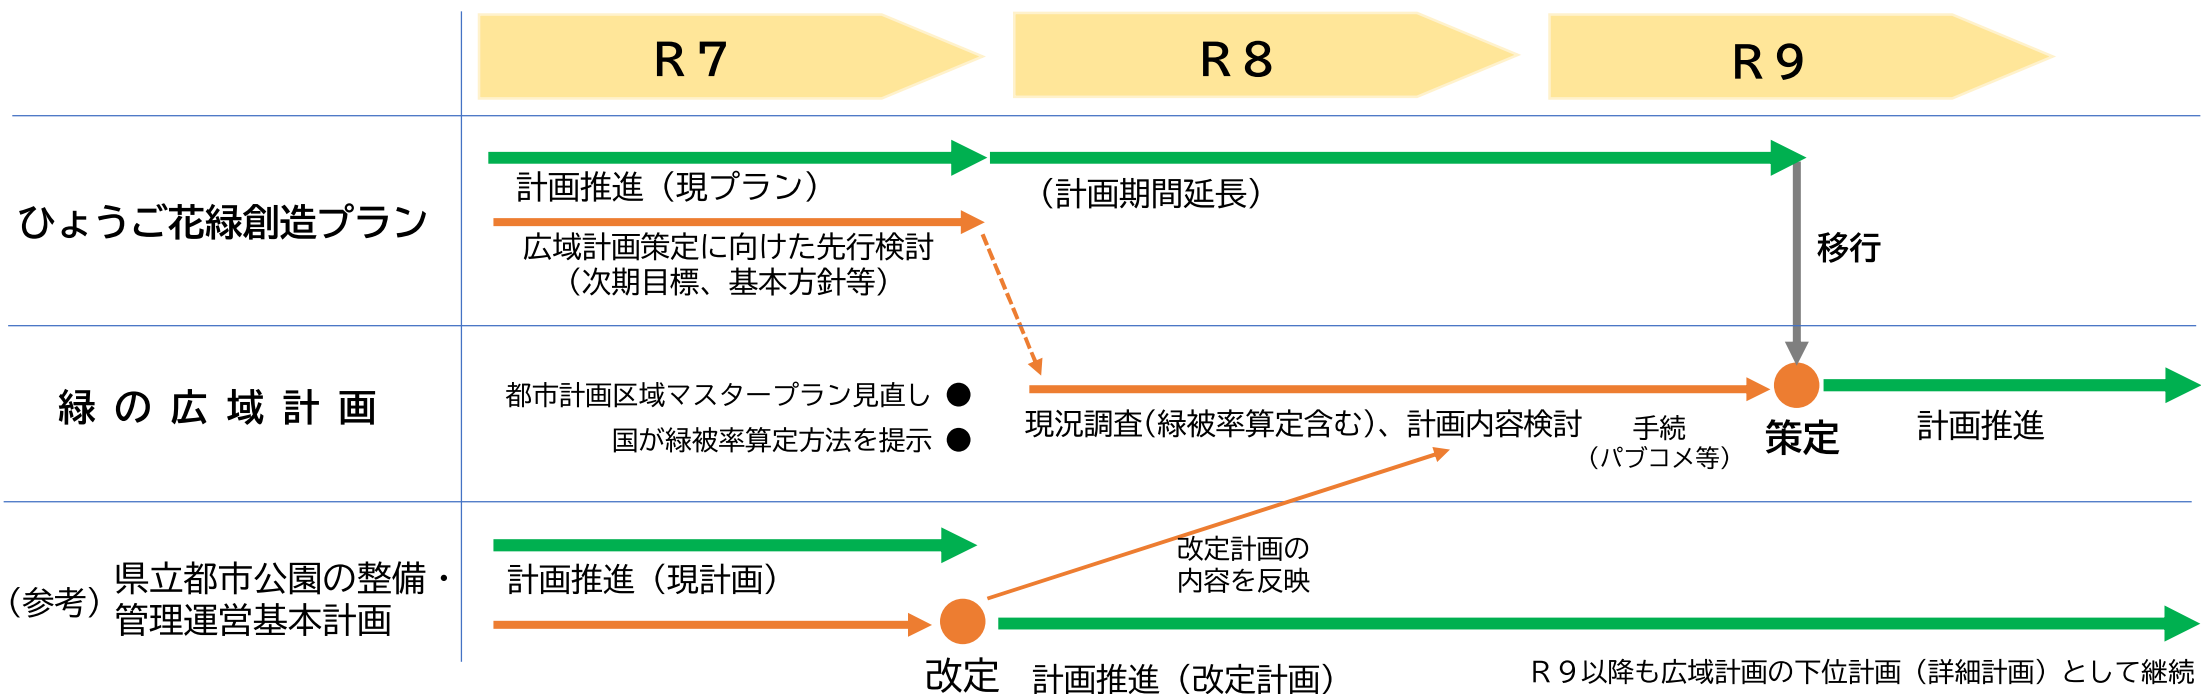 R7
R8
R9
ひょうご花緑創造プラン
計画推進（現プラン）
（計画期間延長）
広域計画策定に向けた先行検討
（次期目標、基本方針等）
移行
緑の広域計画
都市計画区域マスタープラン見直し ●
国が緑被率算定方法を提示 ●
現況調査(緑被率算定含む)、計画内容検討
手続
（パブコメ等）
策定
計画推進
（参考）
県立都市公園の整備・
管理運営基本計画
計画推進（現計画）
改定計画の
内容を反映
改定
計画推進（改定計画）
R9以降も広域計画の下位計画（詳細計画）として継続